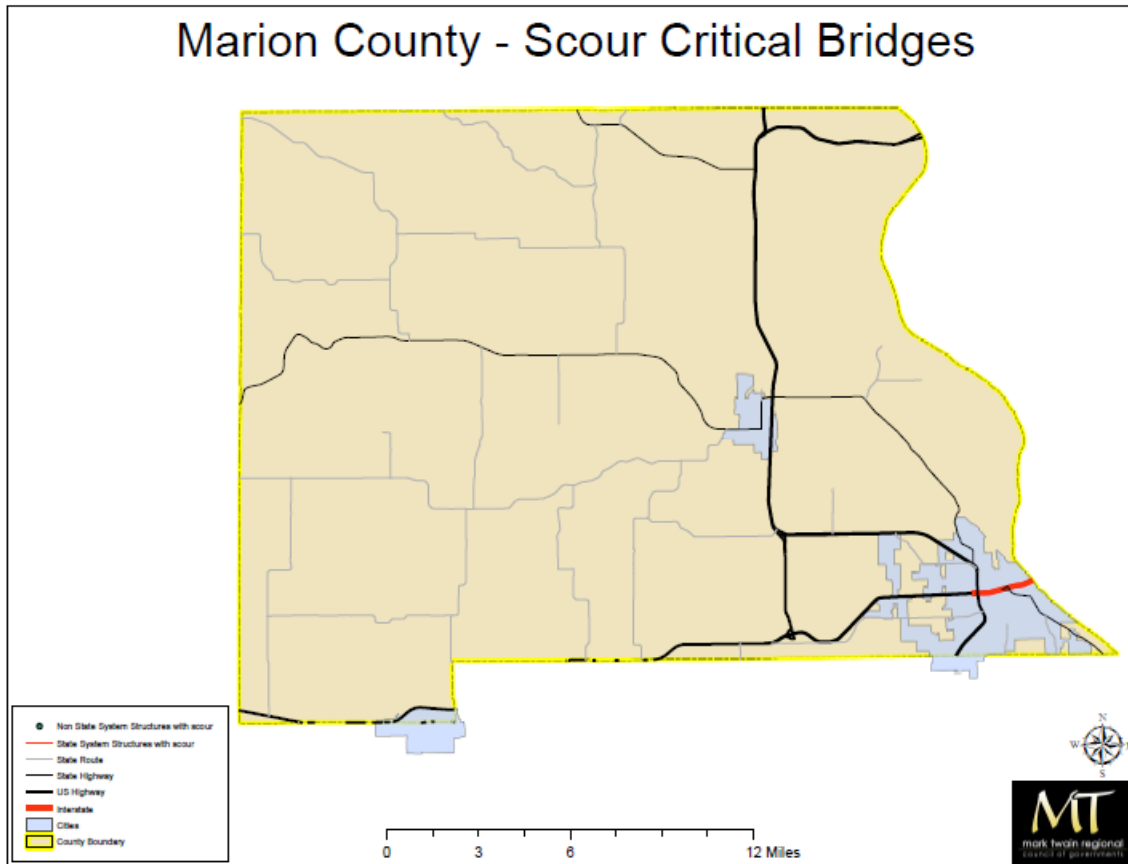 Marion County - Scour Critical Bridges
Non State System Structures with scour
State System Structures with scour
State Route
State Highway
US Highway
Interstate
Cities
County Boundary
0 3 6 12 Miles
N
W E
S
MT
mark twain regional
council of governments